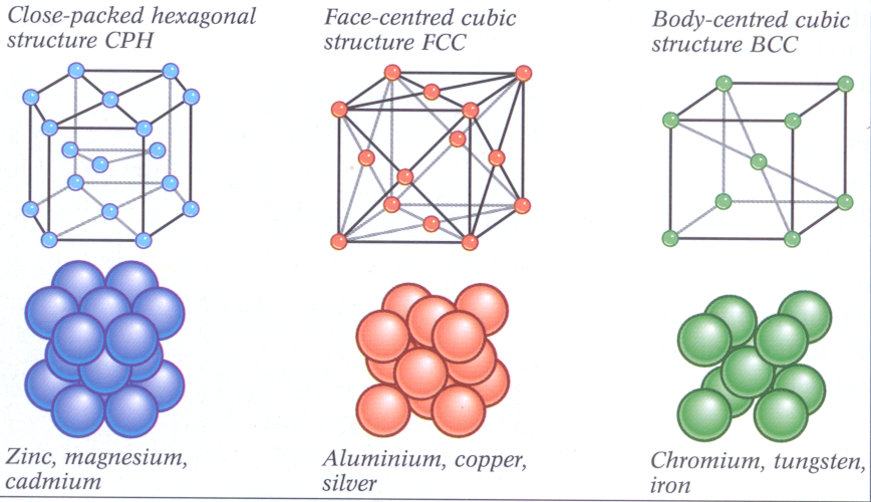 Close-packed hexagonal
structure CPH
Face-centred cubic
structure FCC
Body-centred cubic
structure BCC
Zinc, magnesium,
cadmium
Aluminium, copper,
silver
Chromium, tungsten,
iron